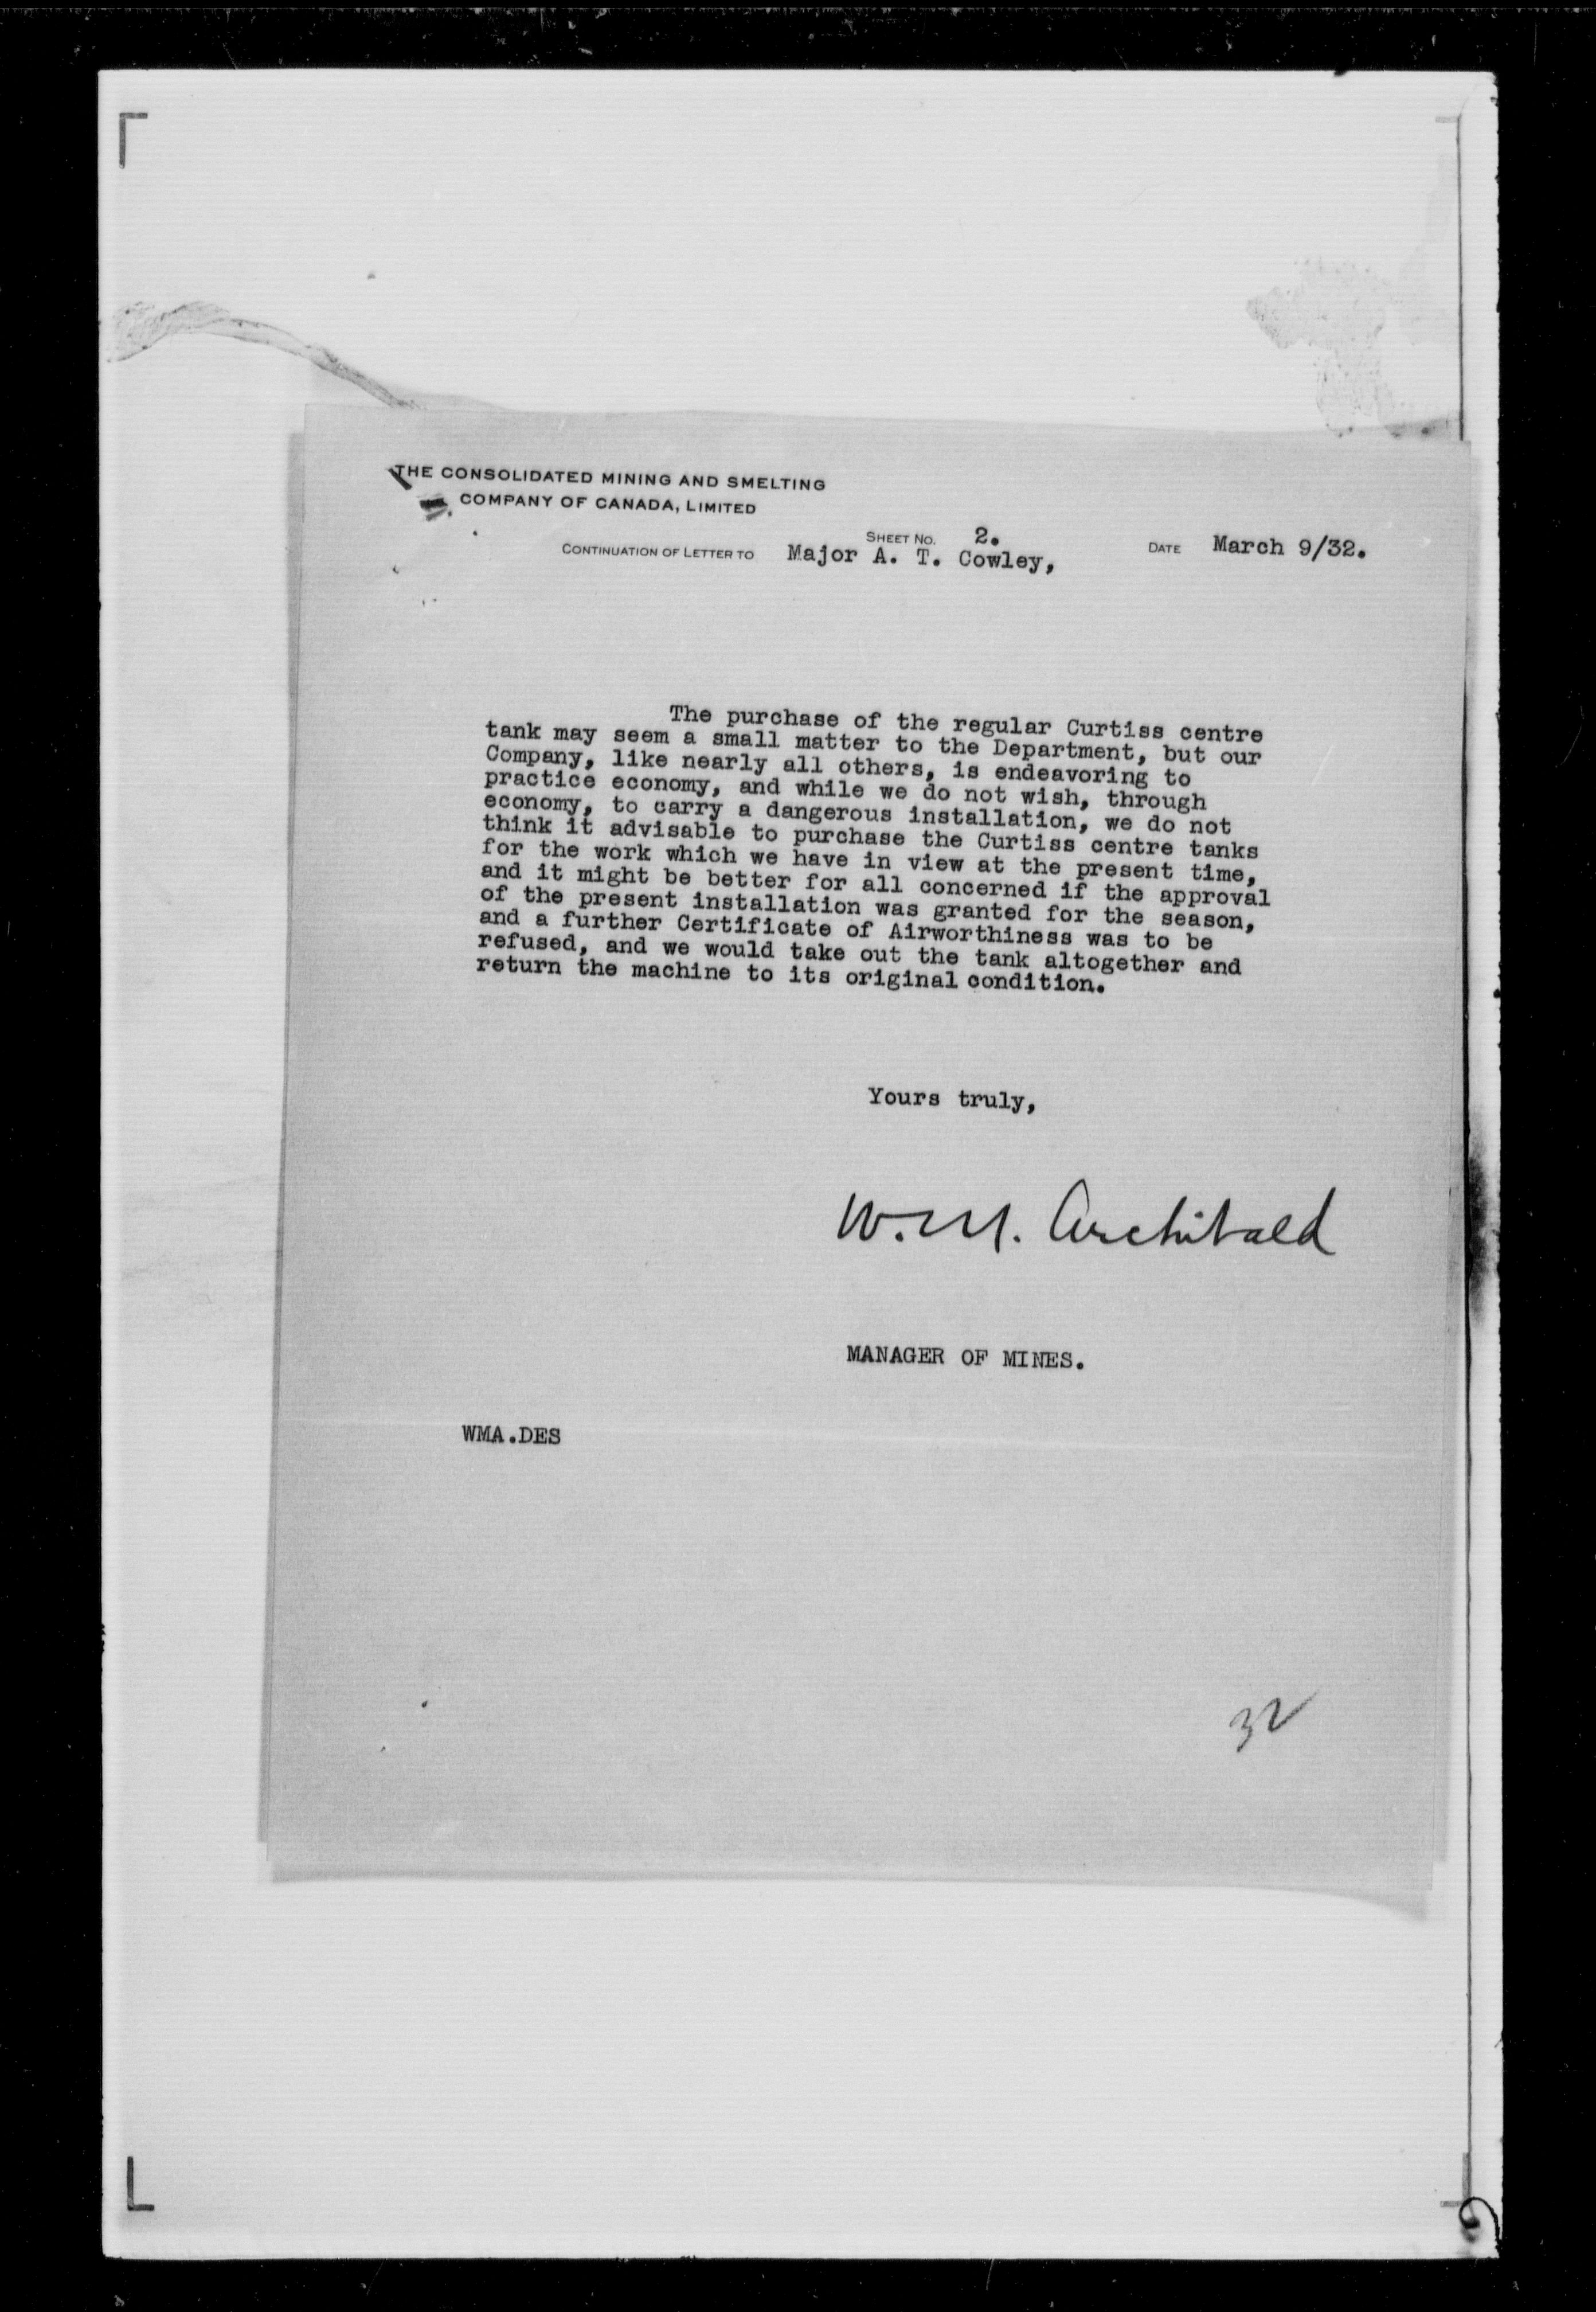 THE CONSOLIDATED MINING AND SMELTING
COMPANY OF CANADA, LIMITED
SHEET NO. 2.
CONTINUATION OF LETTER TO Major A. T. Cowley, DATE March 9/32.
The purchase of the regular Curtiss centre
tank may seem a small matter to the Department, but our
Company, like nearly all others, is endeavoring to
practice economy, and while we do not wish, through
economy, to carry a dangerous installation, we do not
think it advisable to purchase the Curtiss centre tanks
for the work which we have in view at the present time,
and it might be better for all concerned if the approval
of the present installation was granted for the season,
and a further Certificate of Airworthiness was to be
refused, and we would take out the tank altogether and
return the machine to its original condition.
Yours truly,
W. M. Archibald
MANAGER OF MINES.
WMA.DES
32